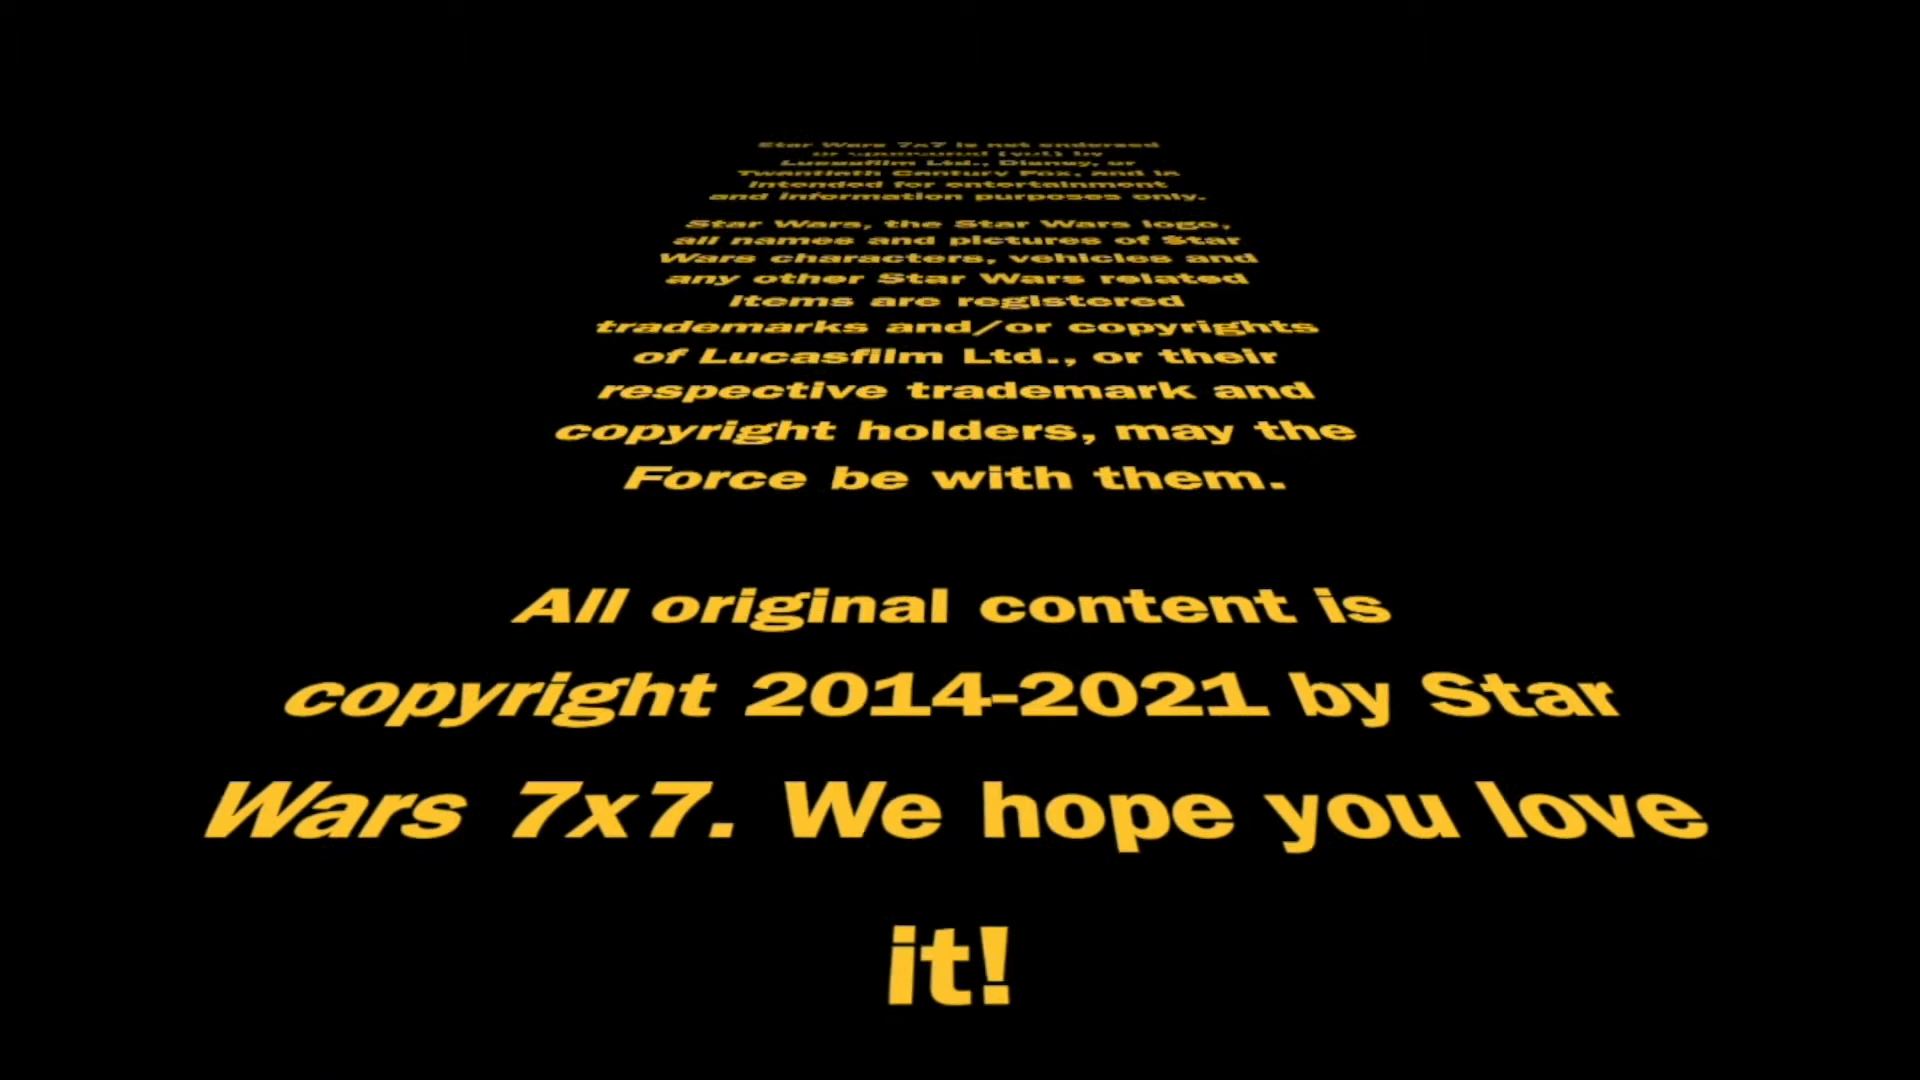 Star Wars 7x7 is not endorsed
or sponsored (yet) by
Lucasfilm Ltd., Disney, or
Twentieth Century Fox, and is
intended for entertainment
and information purposes only.
Star Wars, the Star Wars logo,
all names and pictures of Star
Wars characters, vehicles and
any other Star Wars related
items are registered
trademarks and/or copyrights
of Lucasfilm Ltd., or their
respective trademark and
copyright holders, may the
Force be with them.
All original content is
copyright 2014-2021 by Star
Wars 7x7. We hope you love
it!